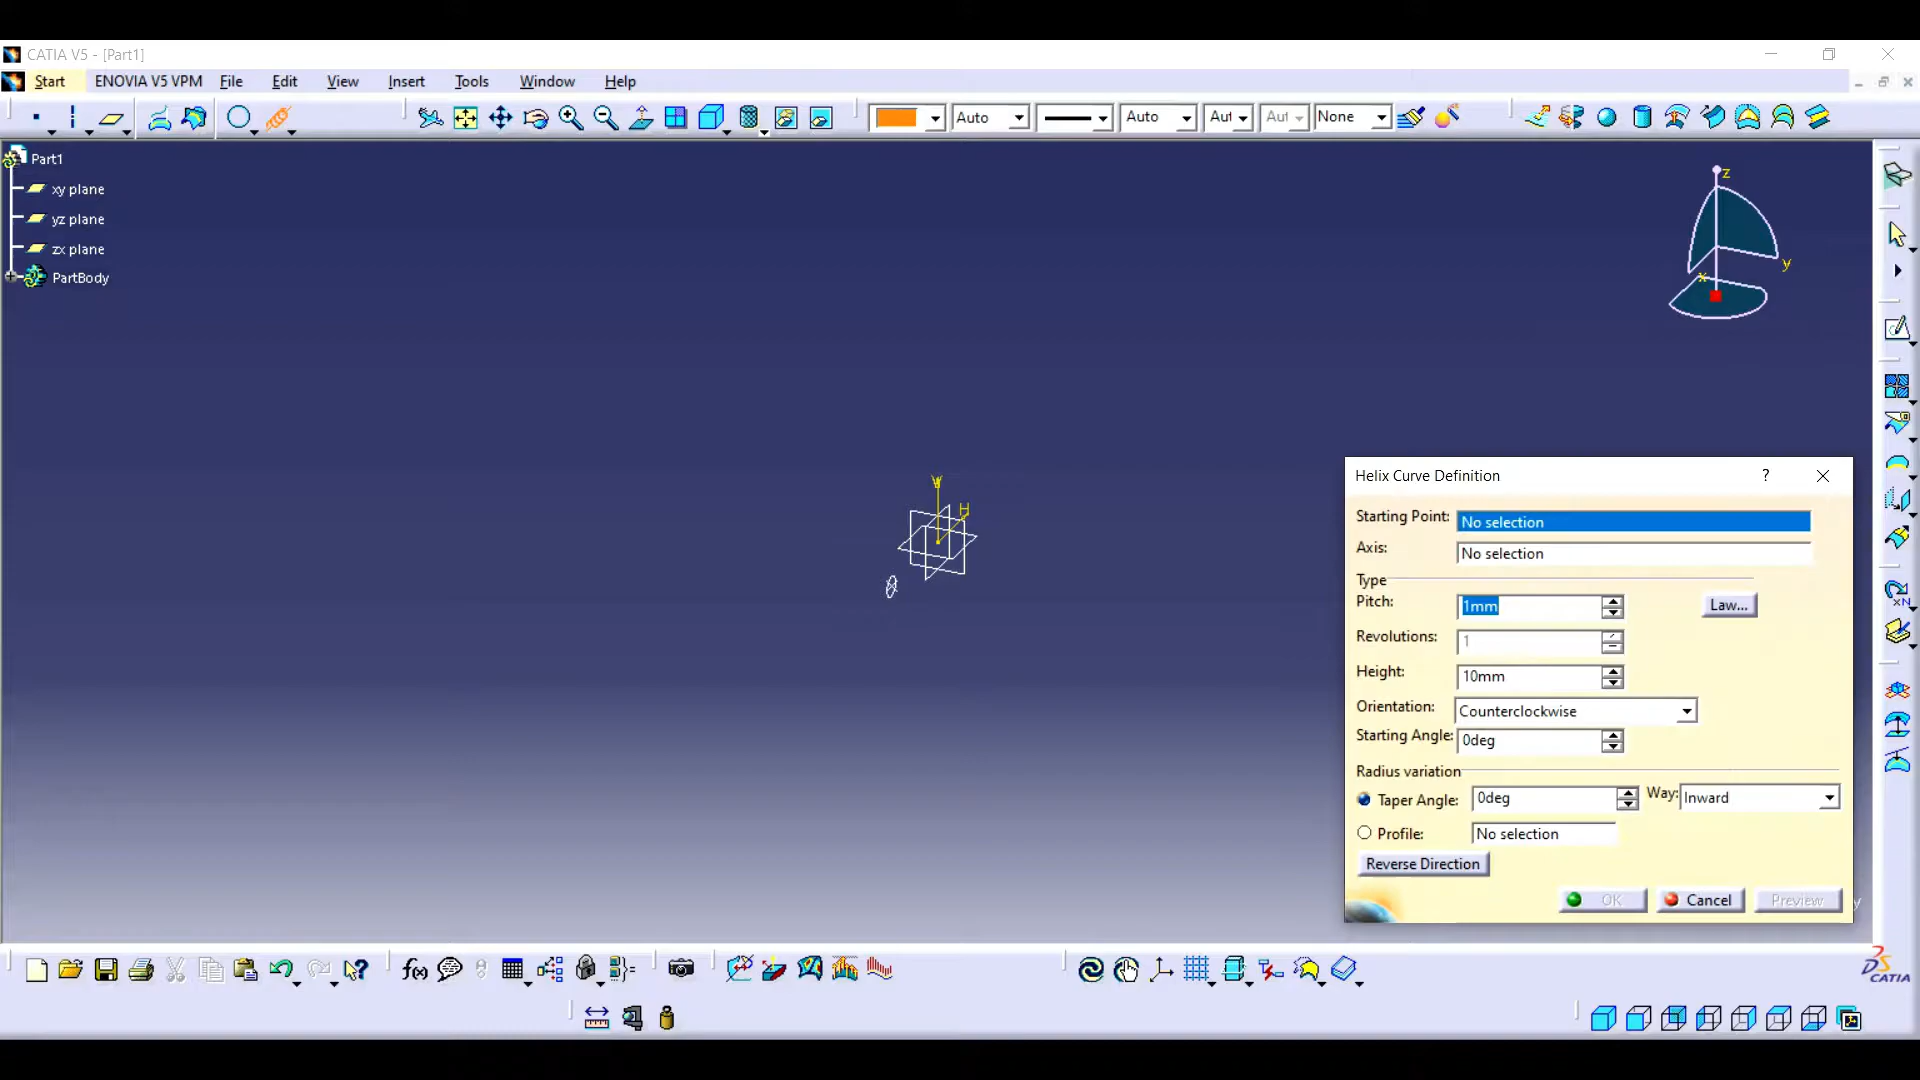 CATIA V5 - [Part1]
Start ENOVIA V5 VPM File Edit View Insert Tools Window Help
Auto Auto Aut Aut None
Part1
xy plane
yz plane
zx plane
PartBody
z
y
x
V
H
Helix Curve Definition ?
Starting Point: No selection
Axis: No selection
Type
Pitch: 1mm Law...
Revolutions: 1
Height: 10mm
Orientation: Counterclockwise
Starting Angle: 0deg
Radius variation
Taper Angle: 0deg Way: Inward
Profile: No selection
Reverse Direction
OK Cancel Preview
y
f(x)
CATIA